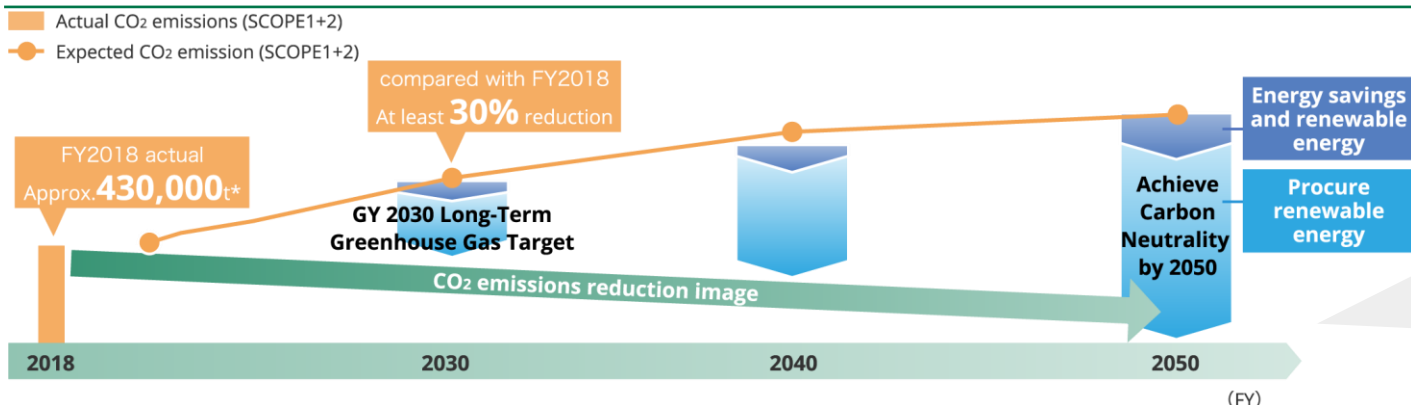 Actual CO₂ emissions (SCOPE1+2)
Expected CO₂ emission (SCOPE1+2)
compared with FY2018
At least 30% reduction
FY2018 actual
Approx.430,000t*
Energy savings
and renewable
energy
Procure
renewable
energy
GY 2030 Long-Term
Greenhouse Gas Target
Achieve
Carbon
Neutrality
by 2050
CO₂ emissions reduction image
2018
2030
2040
2050
(FY)